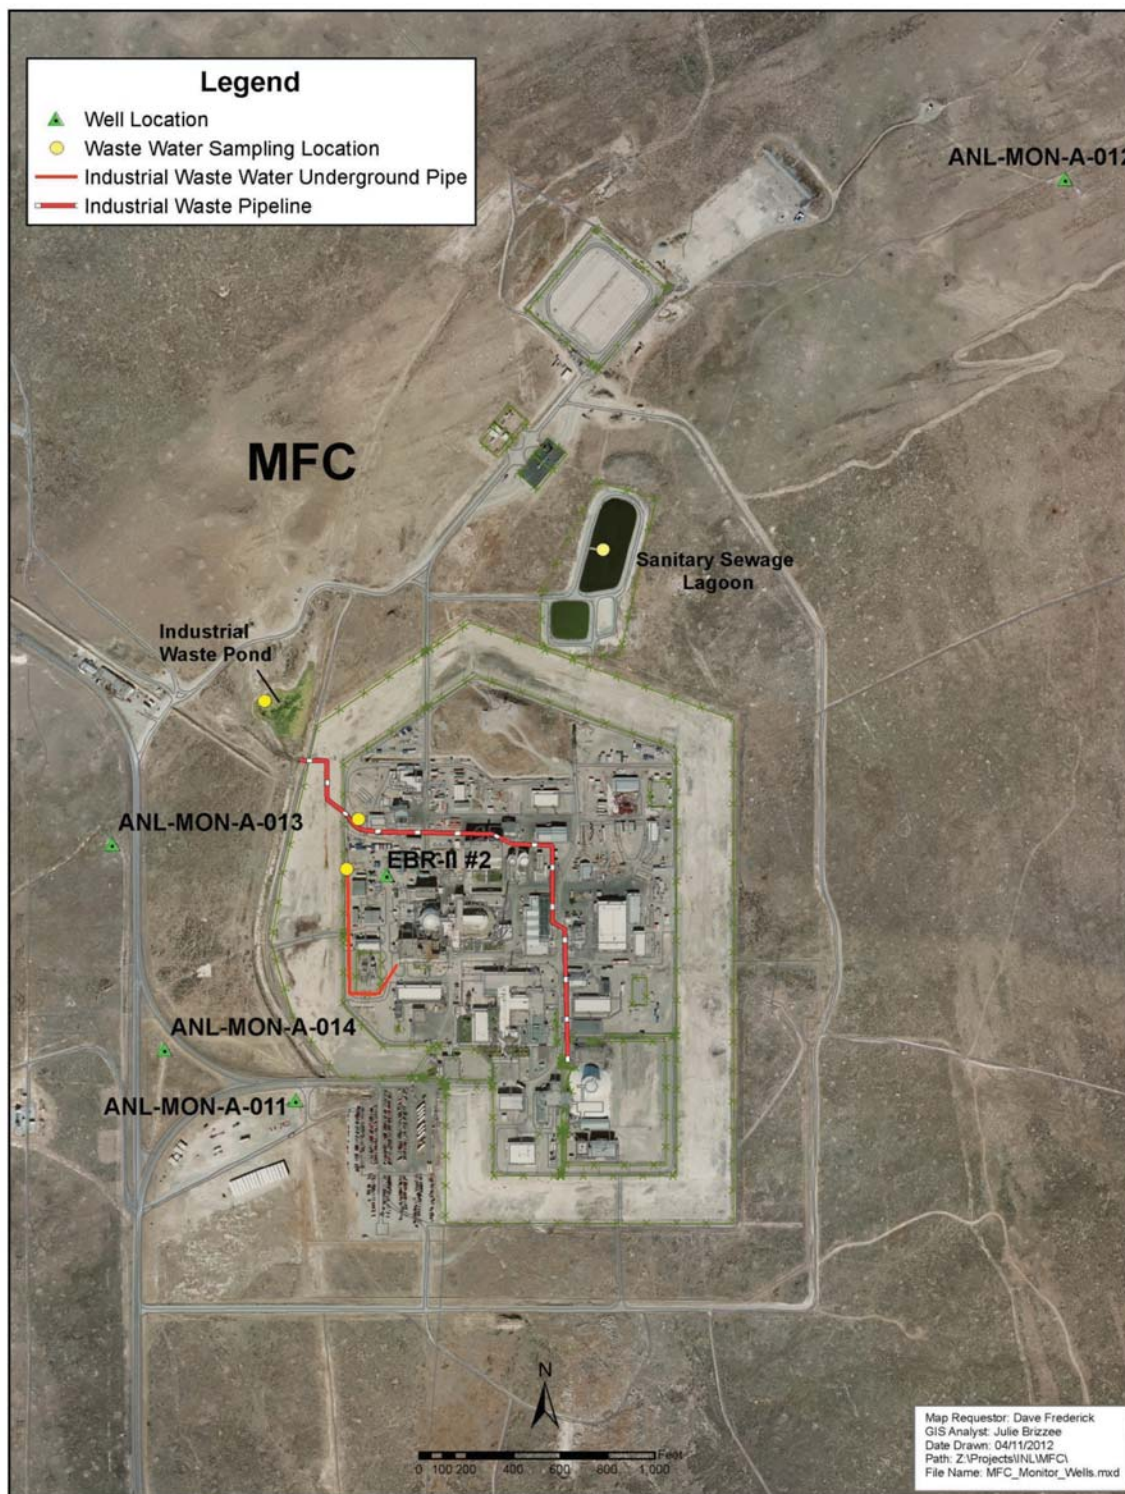 Legend
Well Location
Waste Water Sampling Location
Industrial Waste Water Underground Pipe
Industrial Waste Pipeline
ANL-MON-A-012
MFC
Sanitary Sewage
Lagoon
Industrial
Waste Pond
ANL-MON-A-013
EBR-II #2
ANL-MON-A-014
ANL-MON-A-011
N
Feet
0 100 200 400 600 800 1,000
Map Requestor: Dave Frederick
GIS Analyst: Julie Brizzee
Date Drawn: 04/11/2012
Path: Z:\Projects\INL\MFC\
File Name: MFC_Monitor_Wells.mxd